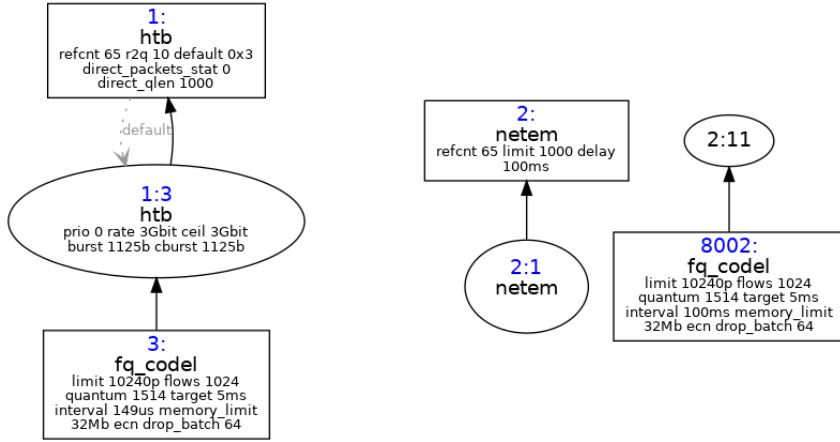 1:
htb
refcnt 65 r2q 10 default 0x3
direct_packets_stat 0
direct_qlen 1000
default
1:3
htb
prio 0 rate 3Gbit ceil 3Gbit
burst 1125b cburst 1125b
3:
fq_codel
limit 10240p flows 1024
quantum 1514 target 5ms
interval 149us memory_limit
32Mb ecn drop_batch 64
2:
netem
refcnt 65 limit 1000 delay
100ms
2:1
netem
2:11
8002:
fq_codel
limit 10240p flows 1024
quantum 1514 target 5ms
interval 100ms memory_limit
32Mb ecn drop_batch 64